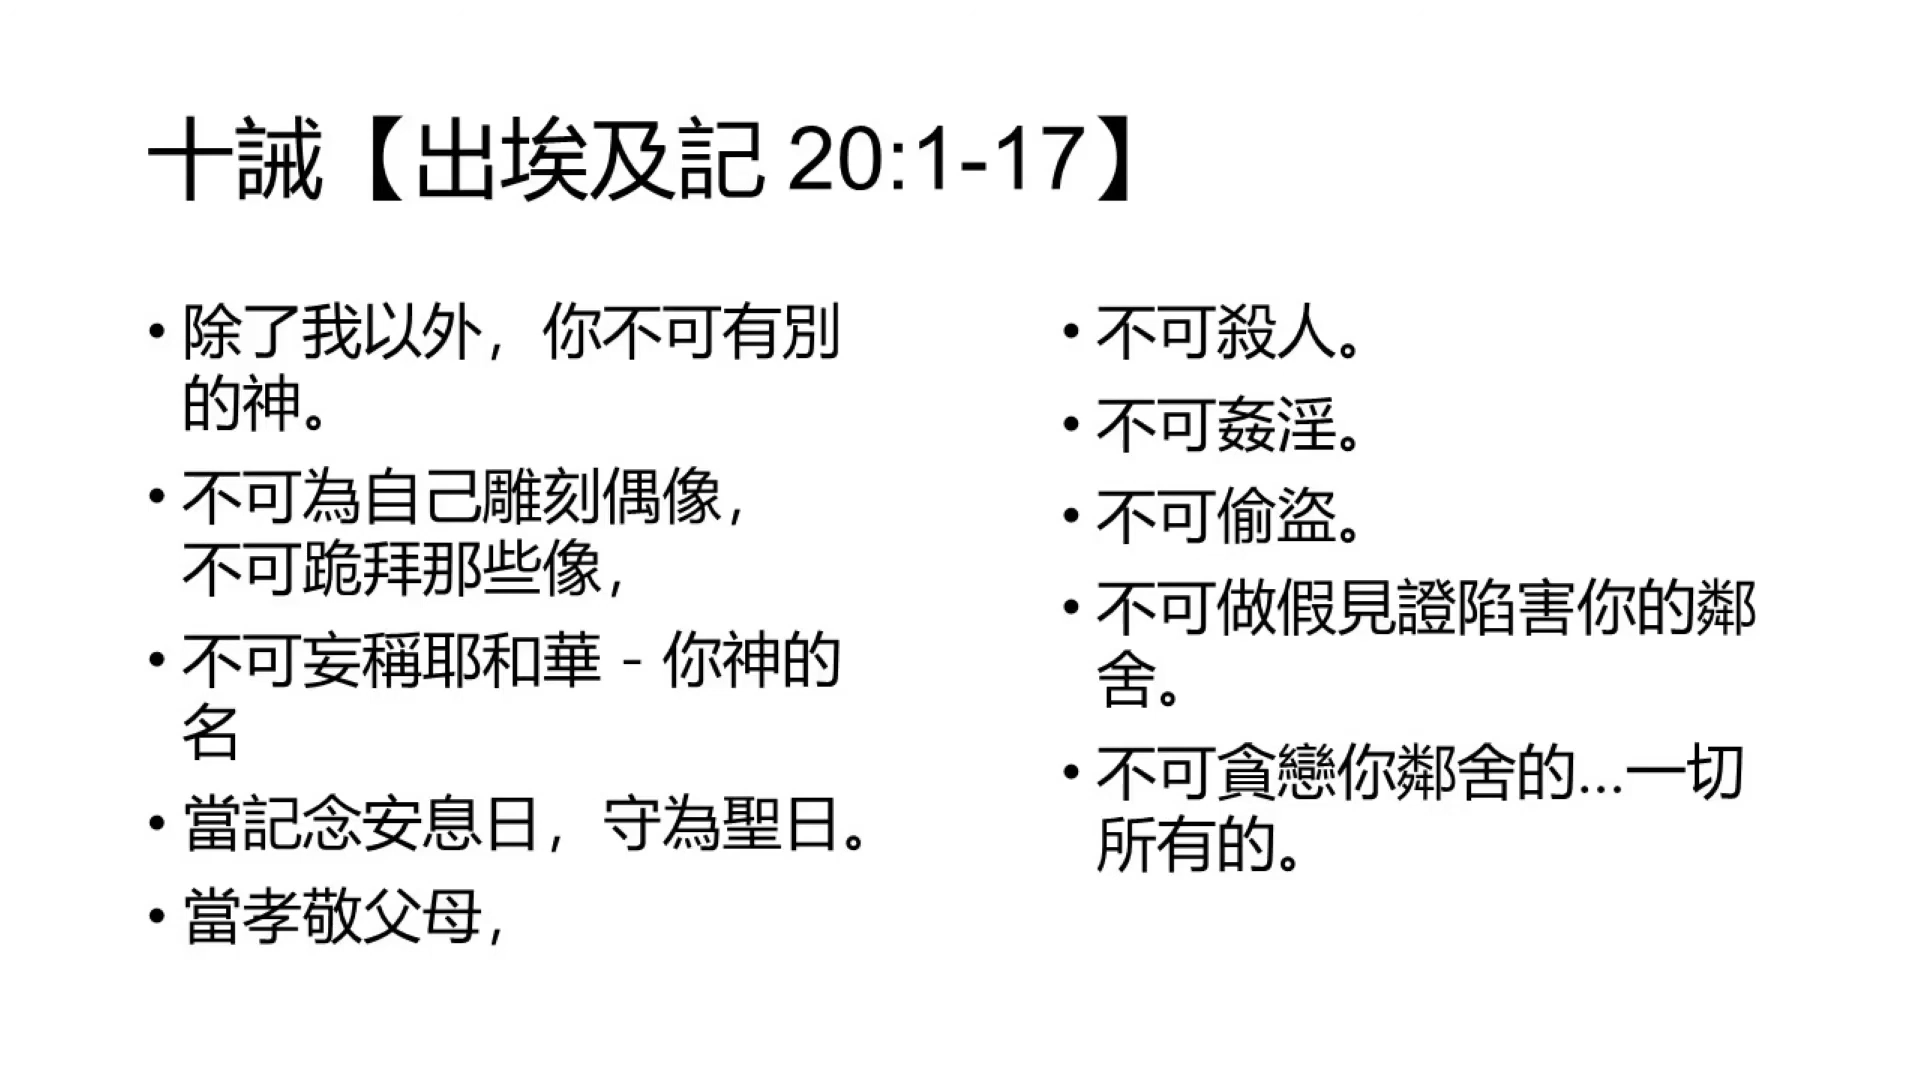 十誡【出埃及記 20:1-17】
• 除了我以外，你不可有別
的神。
• 不可為自己雕刻偶像，
不可跪拜那些像，
• 不可妄稱耶和華 - 你神的
名
• 當記念安息日，守為聖日。
• 當孝敬父母，
• 不可殺人。
• 不可姦淫。
• 不可偷盜。
• 不可做假見證陷害你的鄰
舍。
• 不可貪戀你鄰舍的...一切
所有的。